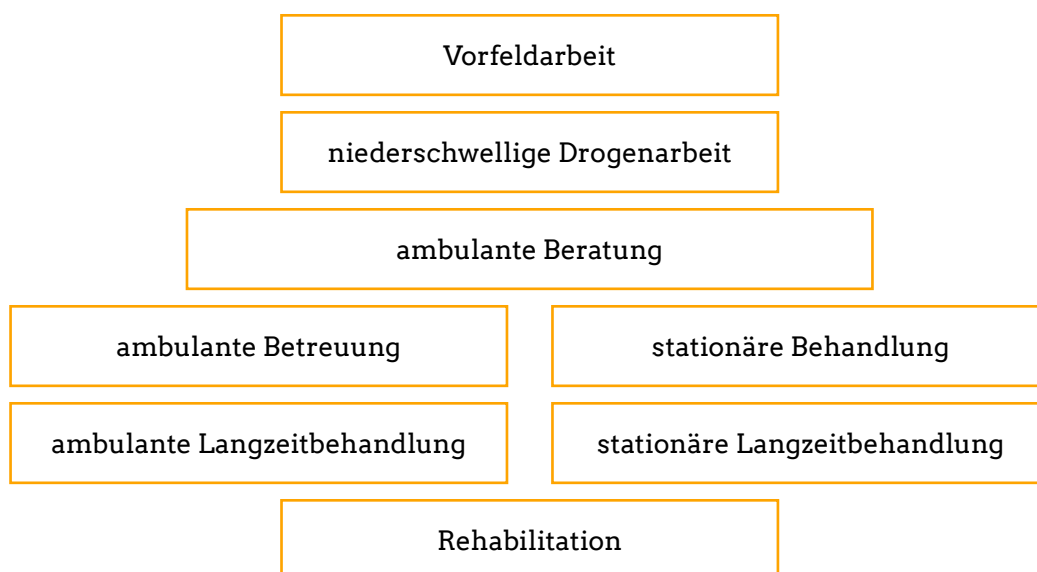 Vorfeldarbeit
niederschwellige Drogenarbeit
ambulante Beratung
ambulante Betreuung
stationäre Behandlung
ambulante Langzeitbehandlung
stationäre Langzeitbehandlung
Rehabilitation